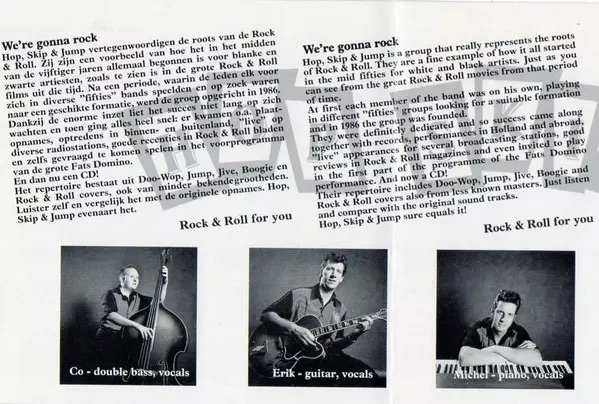 We're gonna rock
Hop, Skip & Jump vertegenwoordigen de roots van de Rock
& Roll. Zij zijn een voorbeeld van hoe het in het midden
van de vijftiger jaren allemaal begonnen is voor blanke en
zwarte artiesten, zoals te zien is in de grote Rock & Roll
films uit die tijd. Na een periode, waarin de leden elk voor
zich in diverse "fifties" bands speelden en op zoek waren
naar een geschikte formatie, werd de groep opgericht in 1986.
Dankzij de enorme inzet liet het succes niet lang op zich
wachten en toen ging alles heel snel: er kwamen o.a. plaat-
opnames, optredens in binnen- en buitenland, "live" bij
diverse radiostations, goede recenties in Rock & Roll bladen
en zelfs gevraagd te komen spelen in het voorprogramma
van de grote Fats Domino.
En dan nu een CD!
Het repertoire bestaat uit Doo-Wop, Jump, Jive, Boogie en
Rock & Roll covers, ook van minder bekendegrootheden.
Luister zelf en vergelijk het met de originele opnames. Hop,
Skip & Jump evenaart het.
Rock & Roll for you
We're gonna rock
Hop, Skip & Jump is a group that really represents the roots
of Rock & Roll. They are a fine example of how it all started
in the mid fifties for white and black artists. Just as you
can see from the great Rock & Roll movies from that period
of time.
At first each member of the band was on his own, playing
in different "fifties" groups looking for a suitable formation
and in 1986 the group was founded.
They were definitely dedicated and so success came along
together with records, performances in Holland and abroad,
"live" appearances for several broadcasting stations, good
reviews in Rock & Roll magazines and even invited to play
in the first part of the programme of the Fats Domino
performance. And now a CD!
Their repertoire includes Doo-Wop, Jump, Jive, Boogie and
Rock & Roll covers also from less known masters. Just listen
and compare with the original sound tracks.
Hop, Skip & Jump sure equals it!
Rock & Roll for you
Co - double bass, vocals
Erik - guitar, vocals
Michel - piano, vocals